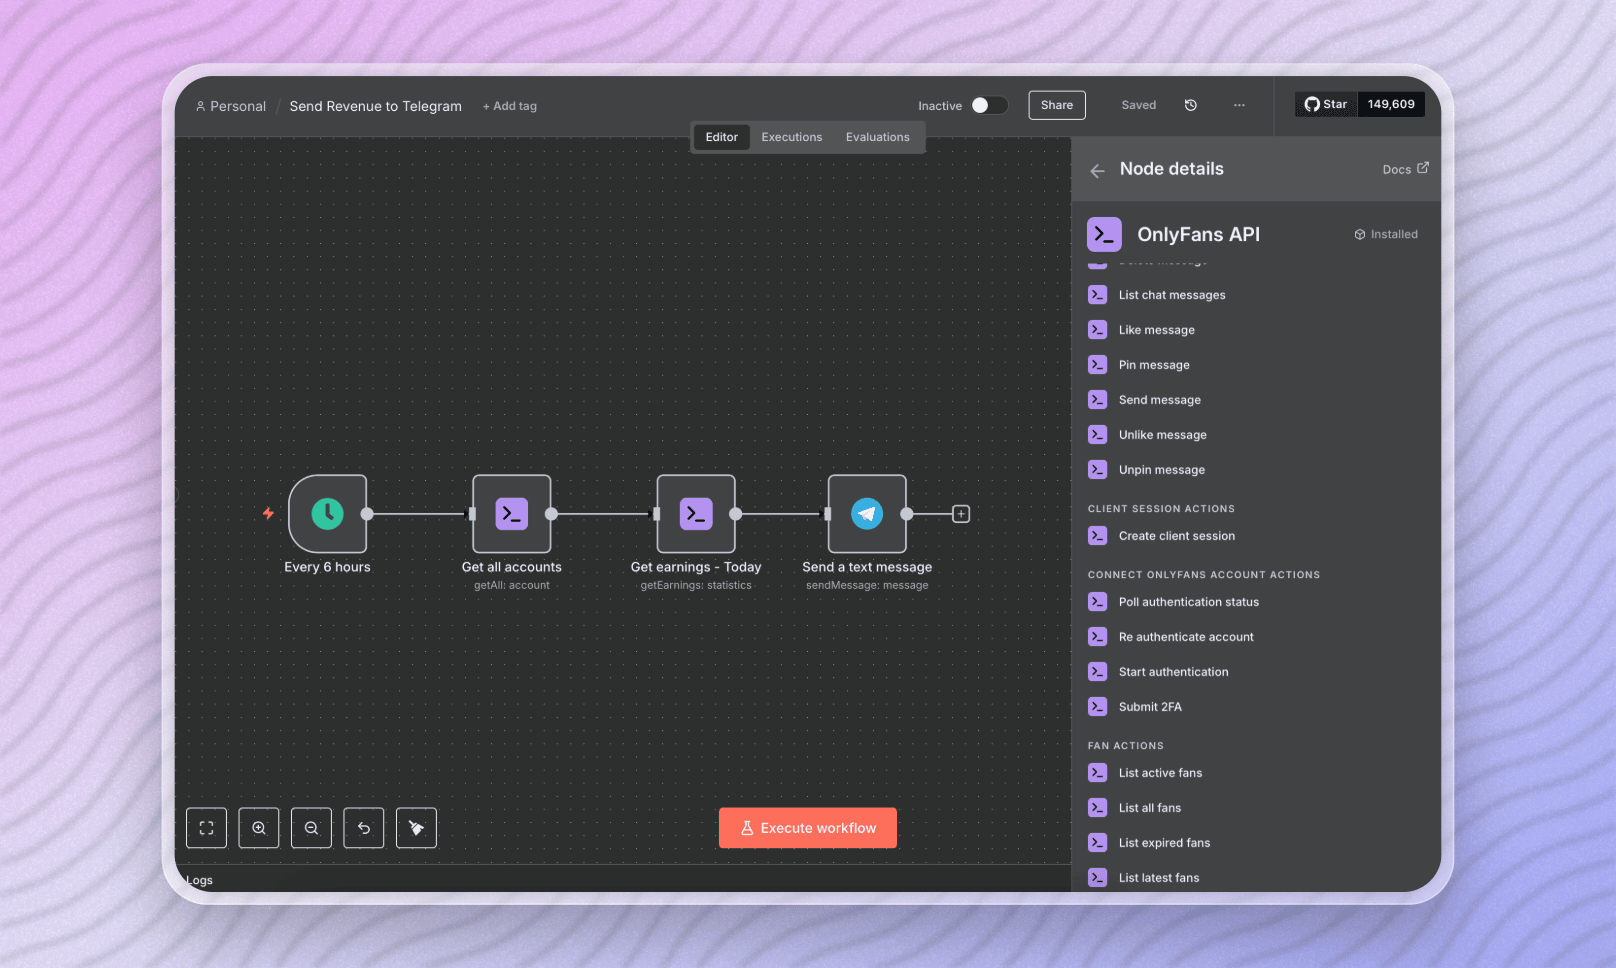 Personal / Send Revenue to Telegram + Add tag
Inactive Share Saved ... Star 149,609
Editor Executions Evaluations
Node details Docs
OnlyFans API Installed
List chat messages
Like message
Pin message
Send message
Unlike message
Unpin message
CLIENT SESSION ACTIONS
Create client session
CONNECT ONLYFANS ACCOUNT ACTIONS
Poll authentication status
Re authenticate account
Start authentication
Submit 2FA
FAN ACTIONS
List active fans
List all fans
List expired fans
List latest fans
Every 6 hours
Get all accounts
getAll: account
Get earnings - Today
getEarnings: statistics
Send a text message
sendMessage: message
Execute workflow
Logs